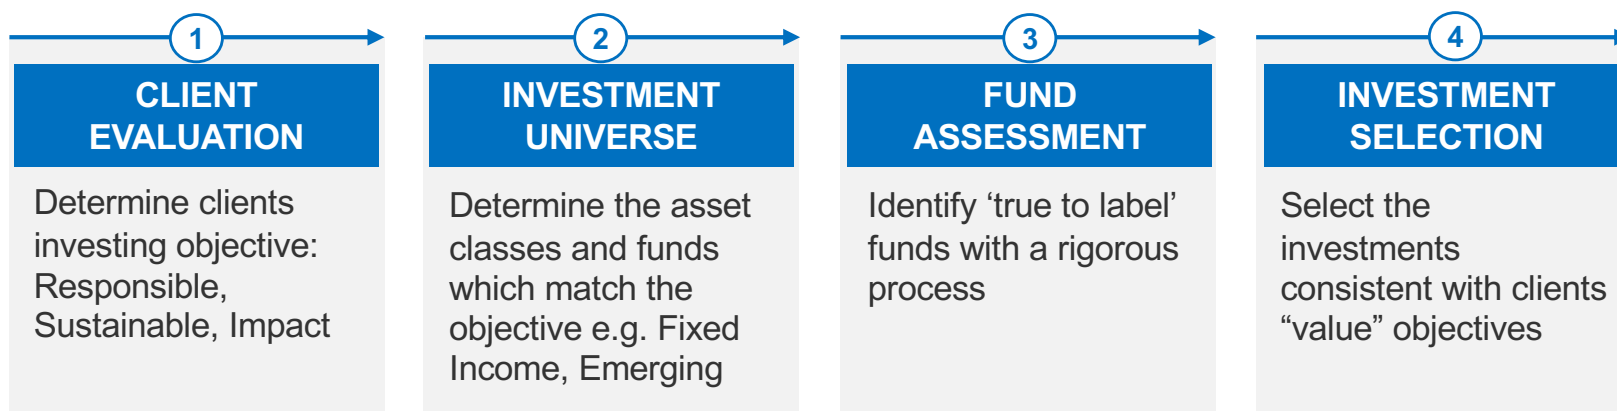 1
CLIENT
EVALUATION
Determine clients
investing objective:
Responsible,
Sustainable, Impact
2
INVESTMENT
UNIVERSE
Determine the asset
classes and funds
which match the
objective e.g. Fixed
Income, Emerging
3
FUND
ASSESSMENT
Identify ‘true to label’
funds with a rigorous
process
4
INVESTMENT
SELECTION
Select the
investments
consistent with clients
“value” objectives